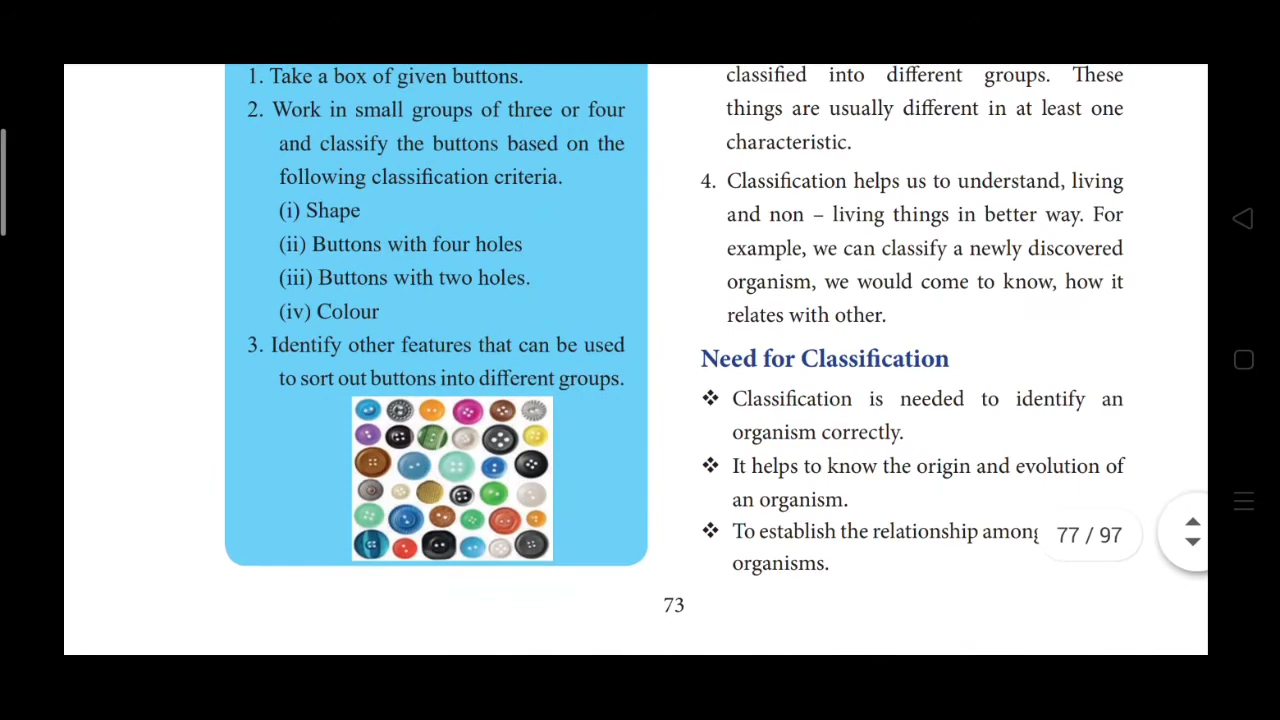 1. Take a box of given buttons.
2. Work in small groups of three or four
and classify the buttons based on the
following classification criteria.
(i) Shape
(ii) Buttons with four holes
(iii) Buttons with two holes.
(iv) Colour
3. Identify other features that can be used
to sort out buttons into different groups.
classified into different groups. These
things are usually different in at least one
characteristic.
4. Classification helps us to understand, living
and non – living things in better way. For
example, we can classify a newly discovered
organism, we would come to know, how it
relates with other.
Need for Classification
❖ Classification is needed to identify an
organism correctly.
❖ It helps to know the origin and evolution of
an organism.
❖ To establish the relationship among
organisms.
77 / 97
73